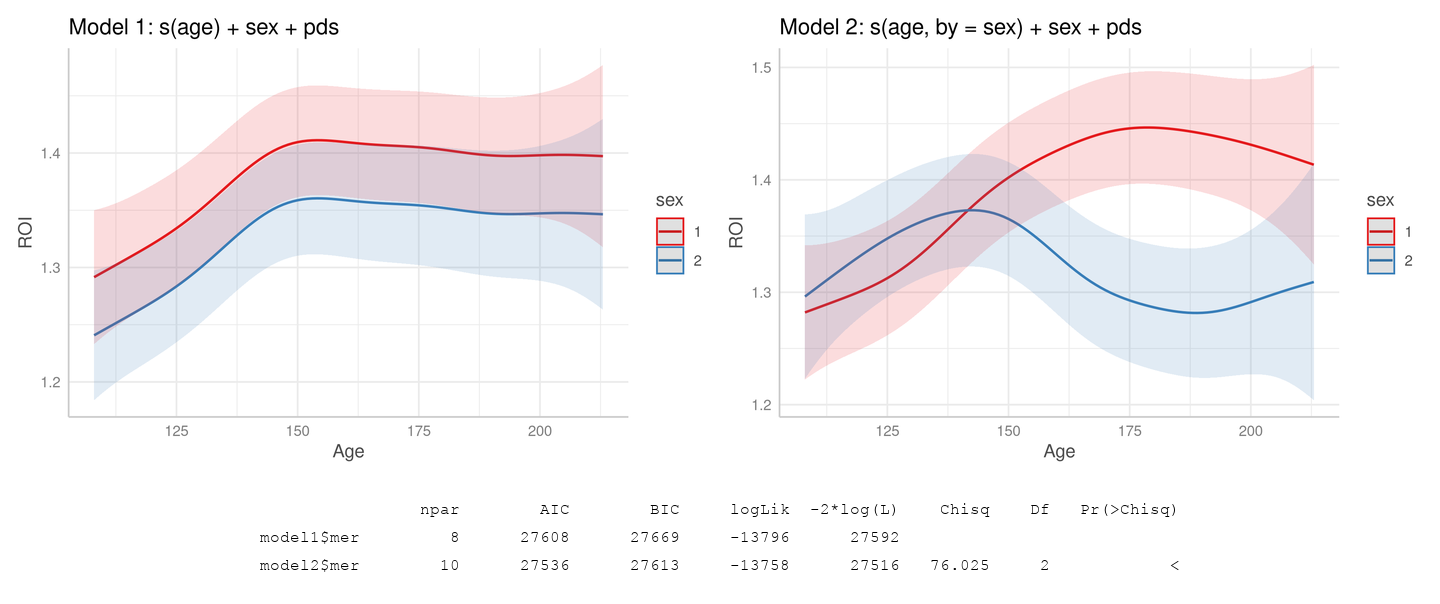 Model 1: s(age) + sex + pds
1.4
1.3
1.2
ROI
125 150 175 200
Age
sex
1
2
Model 2: s(age, by = sex) + sex + pds
1.5
1.4
1.3
1.2
ROI
125 150 175 200
Age
sex
1
2
npar AIC BIC logLik -2*log(L) Chisq Df Pr(>Chisq)
model1$mer 8 27608 27669 -13796 27592
model2$mer 10 27536 27613 -13758 27516 76.025 2 <